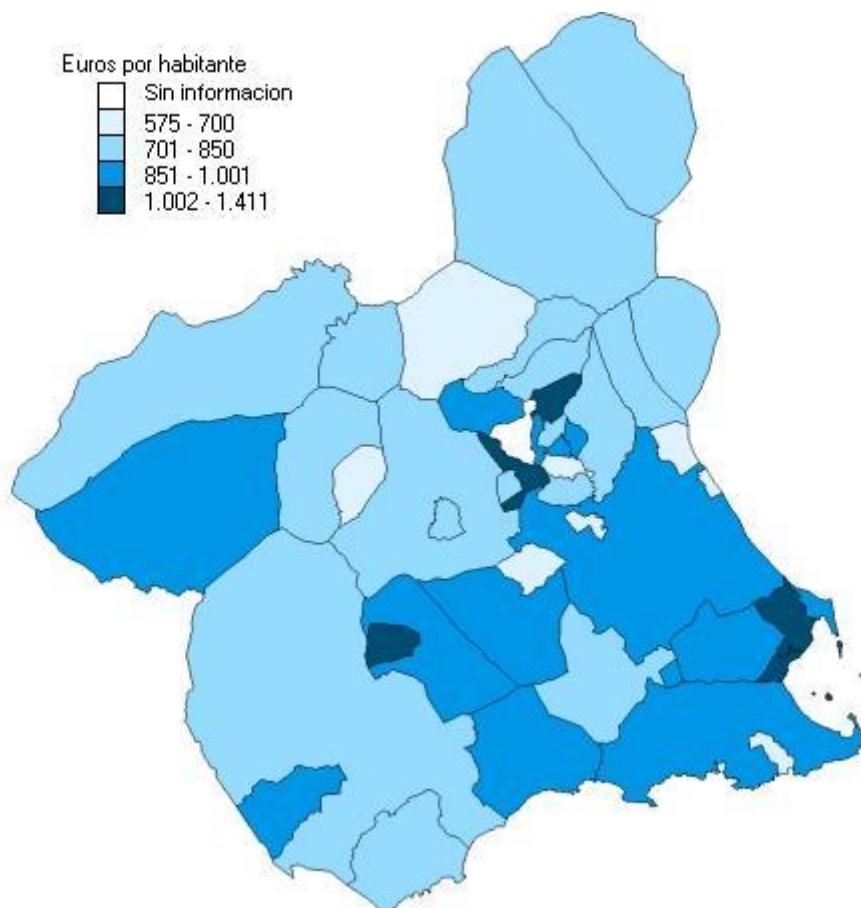 Euros por habitante
Sin informacion
575 - 700
701 - 850
851 - 1.001
1.002 - 1.411